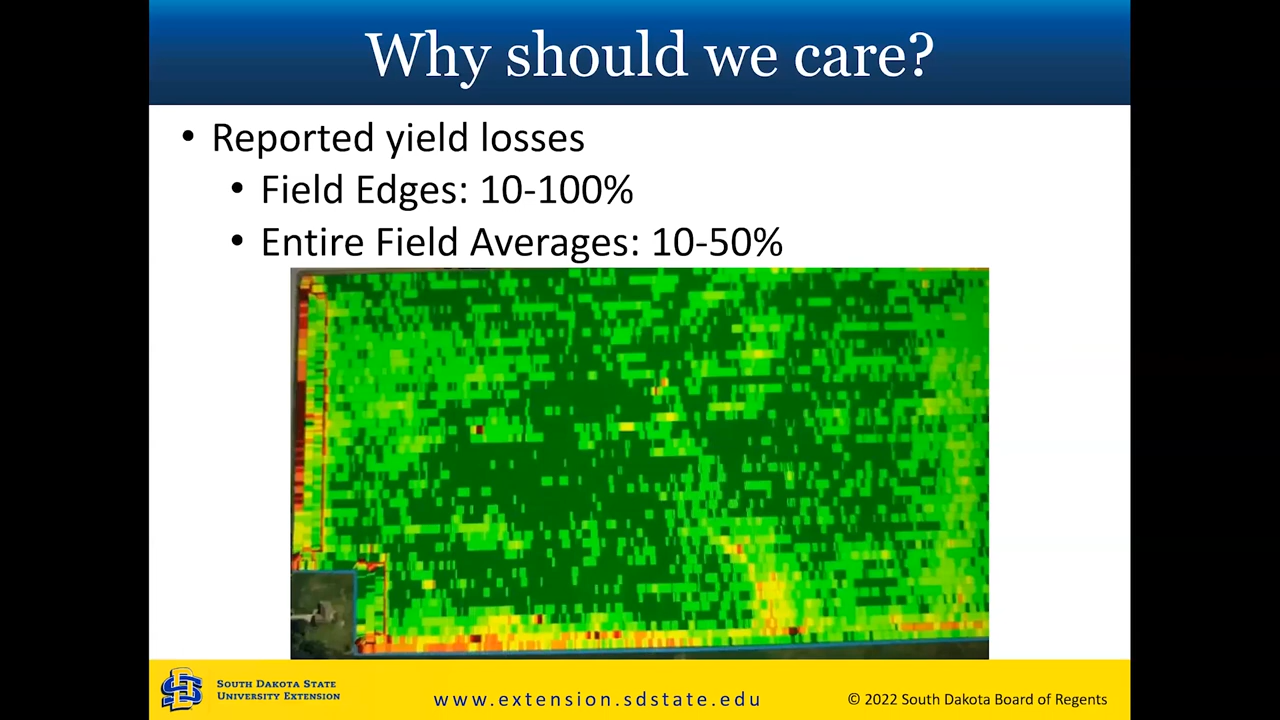 Why should we care?
• Reported yield losses
• Field Edges: 10-100%
• Entire Field Averages: 10-50%
SOUTH DAKOTA STATE
UNIVERSITY EXTENSION
www.extension.sdstate.edu
© 2022 South Dakota Board of Regents